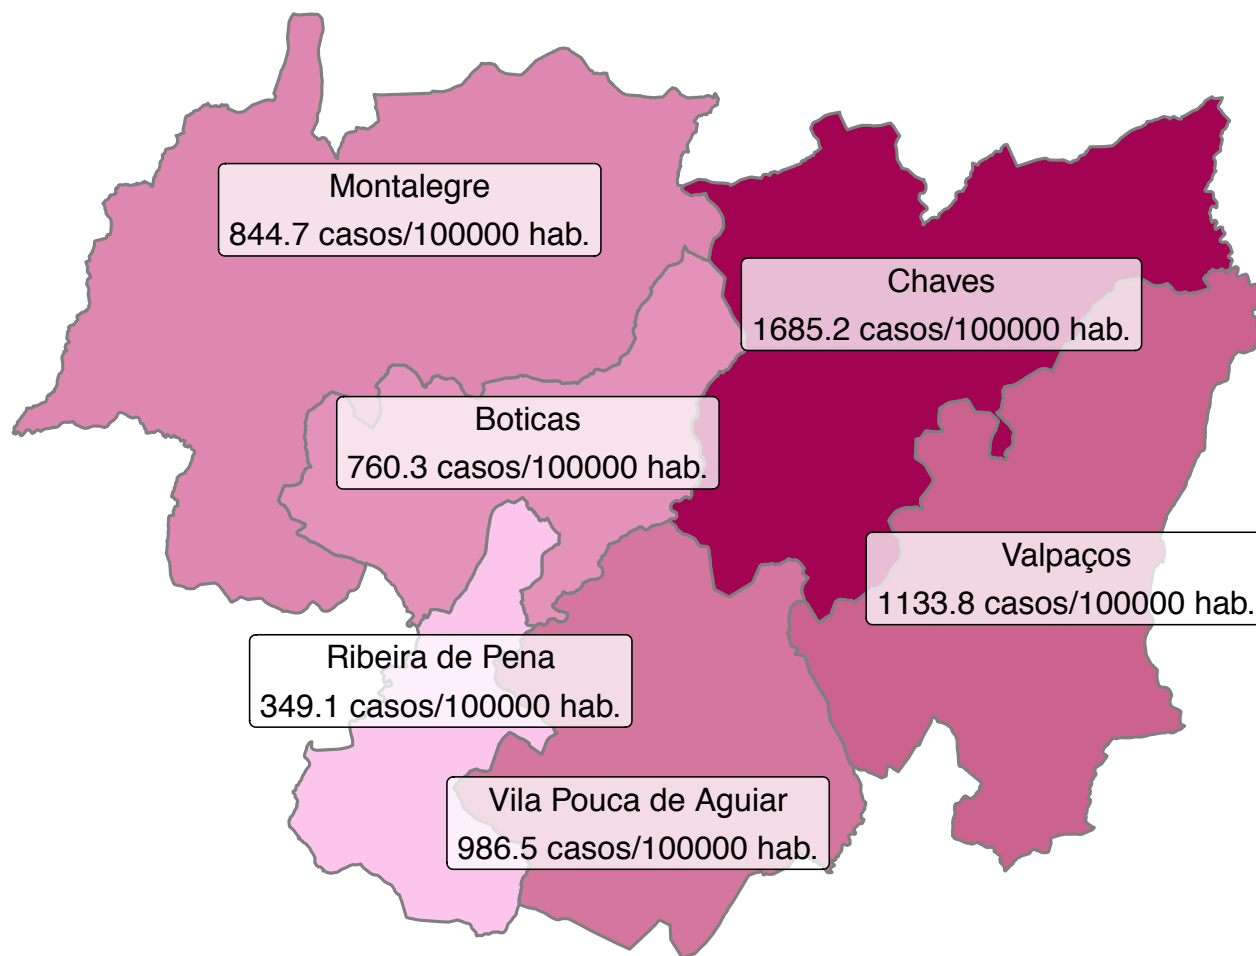 Montalegre
844.7 casos/100000 hab.
Chaves
1685.2 casos/100000 hab.
Boticas
760.3 casos/100000 hab.
Valpaços
1133.8 casos/100000 hab.
Ribeira de Pena
349.1 casos/100000 hab.
Vila Pouca de Aguiar
986.5 casos/100000 hab.